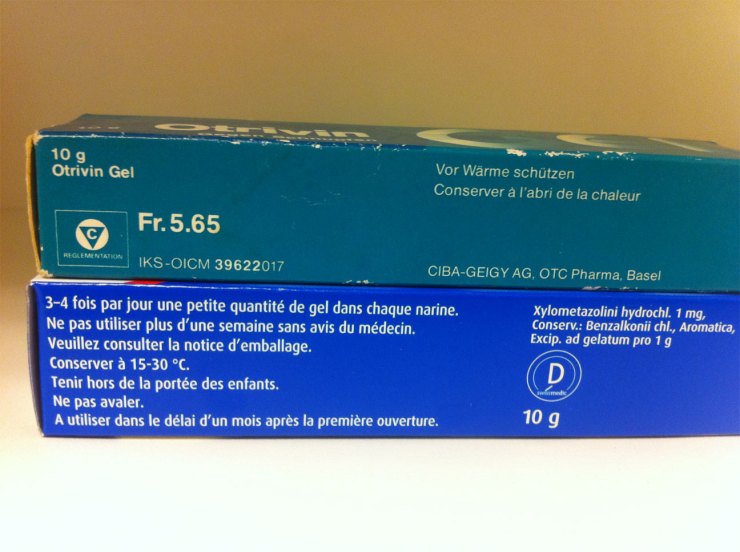 Otrivin
10 g
Otrivin Gel
Vor Wärme schützen
Conserver à l'abri de la chaleur
C
REGLEMENTATION
Fr. 5.65
IKS-OICM 39622017
CIBA-GEIGY AG, OTC Pharma, Basel
3–4 fois par jour une petite quantité de gel dans chaque narine.
Ne pas utiliser plus d'une semaine sans avis du médecin.
Veuillez consulter la notice d'emballage.
Conserver à 15-30 °C.
Tenir hors de la portée des enfants.
Ne pas avaler.
A utiliser dans le délai d'un mois après la première ouverture.
Xylometazolini hydrochl. 1 mg,
Conserv.: Benzalkonii chl., Aromatica,
Excip. ad gelatum pro 1 g
D
swissmedic
10 g